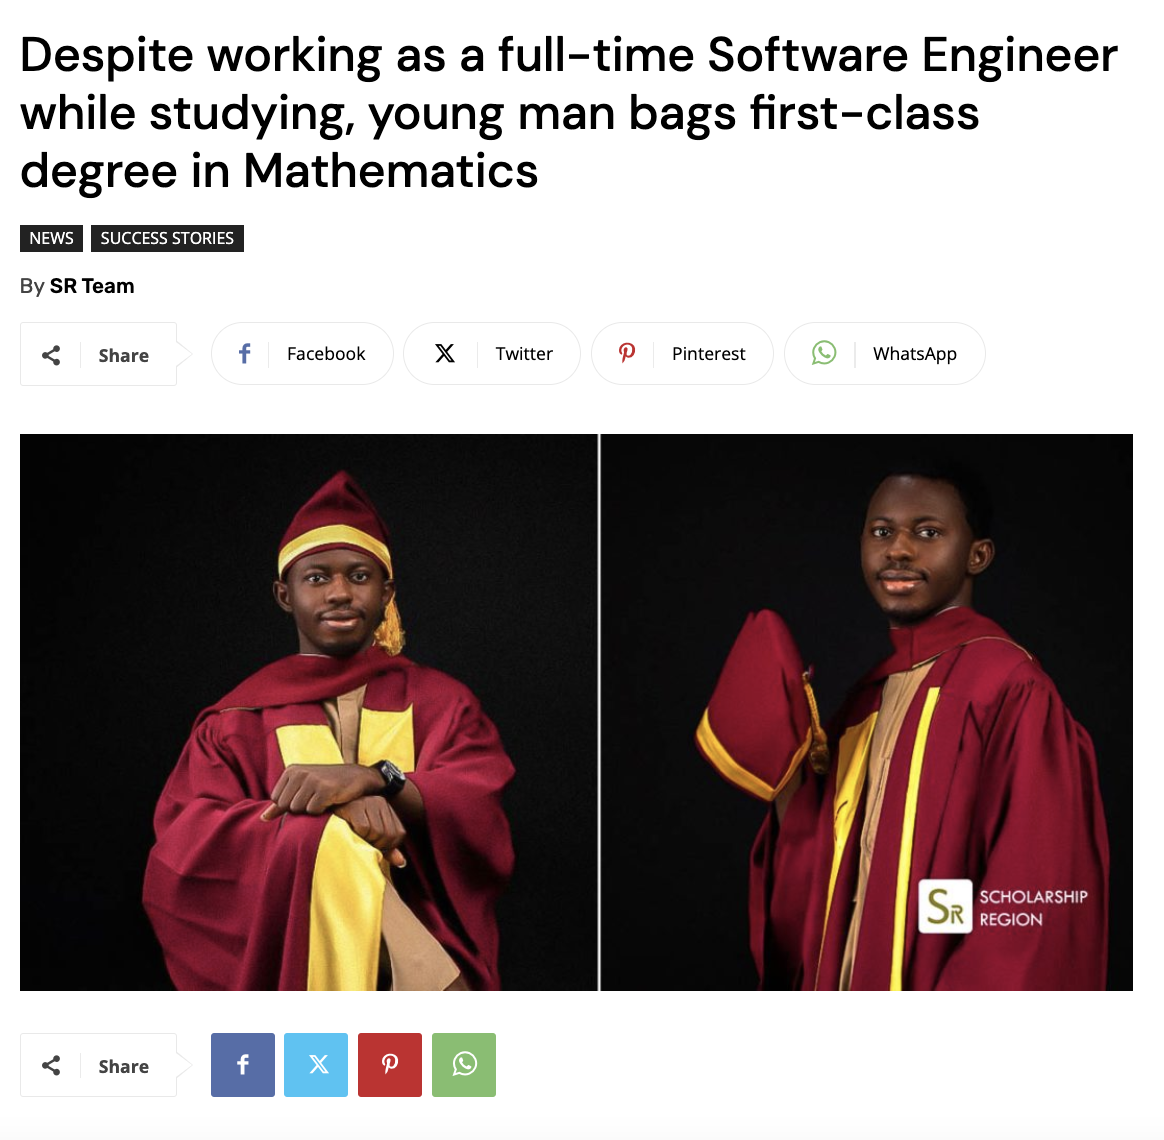 Despite working as a full-time Software Engineer
while studying, young man bags first-class
degree in Mathematics
NEWS SUCCESS STORIES
By SR Team
Share Facebook Twitter Pinterest WhatsApp
SR SCHOLARSHIP
REGION
Share